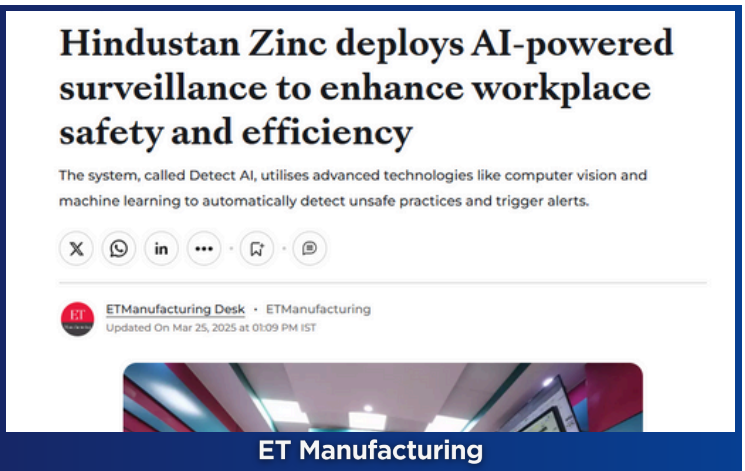 Hindustan Zinc deploys AI-powered
surveillance to enhance workplace
safety and efficiency
The system, called Detect AI, utilises advanced technologies like computer vision and
machine learning to automatically detect unsafe practices and trigger alerts.
in
ET
ETManufacturing Desk • ETManufacturing
Updated On Mar 25, 2025 at 01:09 PM IST
ET Manufacturing